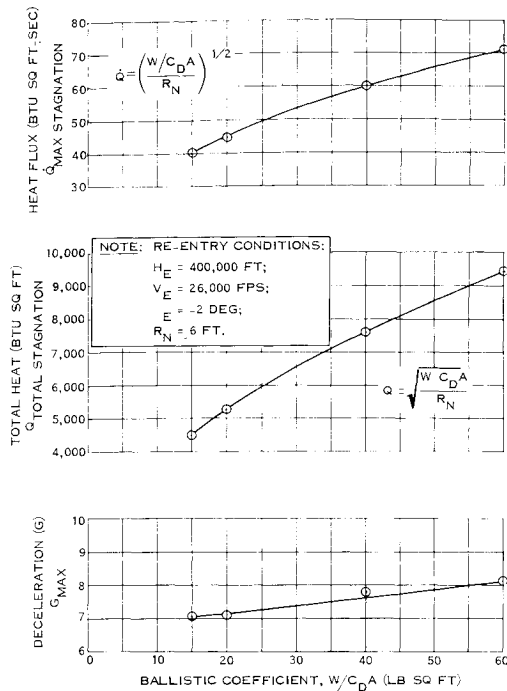 80
70
60
50
40
30
HEAT FLUX (BTU SQ FT, SEC)
Q̇MAX STAGNATION
Q̇ = (W/CDA / RN) 1/2
NOTE: RE-ENTRY CONDITIONS:
HE = 400,000 FT;
VE = 26,000 FPS;
E = -2 DEG;
RN = 6 FT.
10,000
9,000
8,000
7,000
6,000
5,000
4,000
TOTAL HEAT (BTU SQ FT)
QTOTAL STAGNATION
Q = √W CDA / RN
10
9
8
7
6
DECELERATION (G)
GMAX
0 10 20 30 40 50 60
BALLISTIC COEFFICIENT, W/CDA (LB SQ FT)